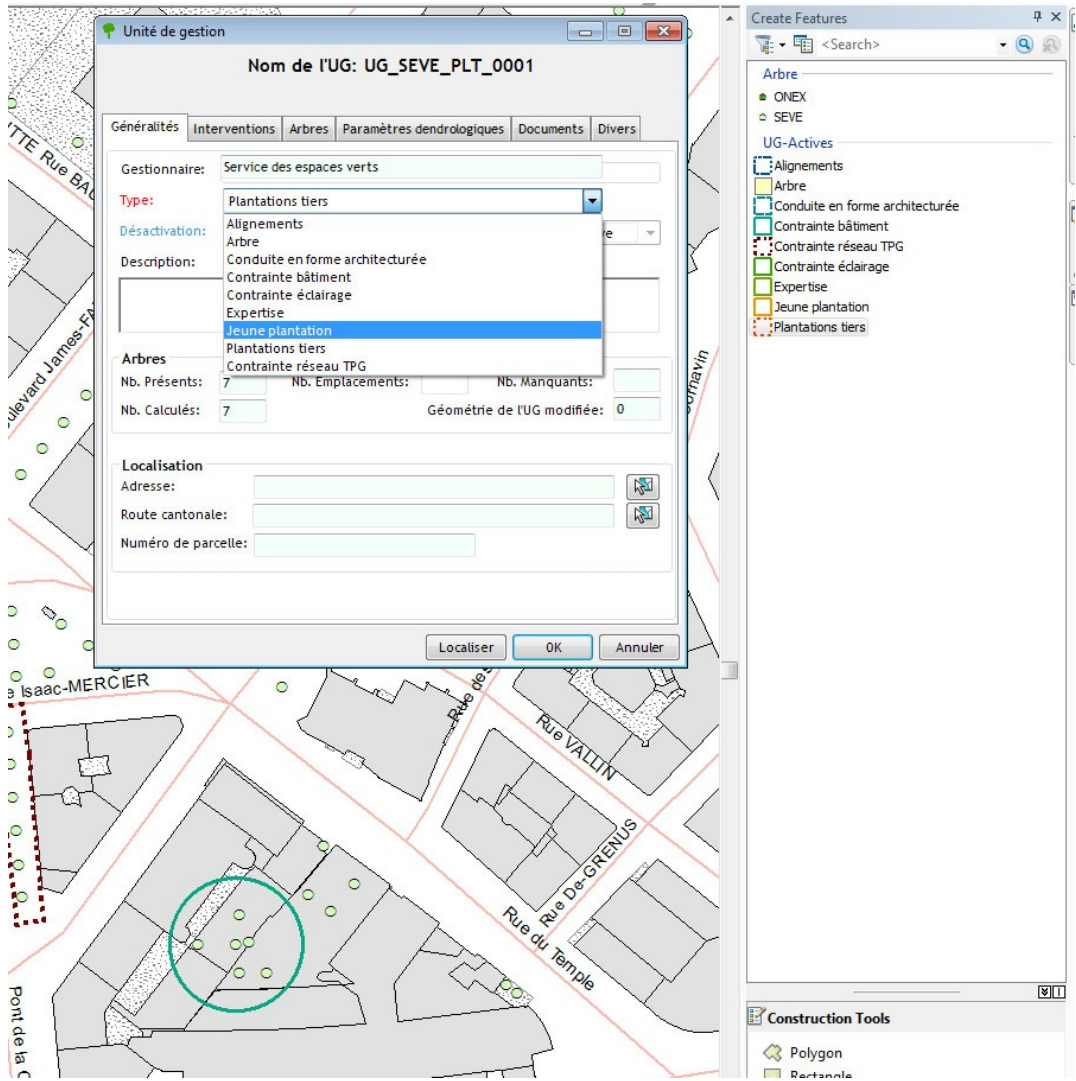 Unité de gestion
Nom de l'UG: UG_SEVE_PLT_0001
Généralités Interventions Arbres Paramètres dendrologiques Documents Divers
Gestionnaire: Service des espaces verts
Type: Plantations tiers
Désactivation:
Alignements
Arbre
Conduite en forme architecturée
Contrainte bâtiment
Contrainte éclairage
Expertise
Jeune plantation
Plantations tiers
Contrainte réseau TPG
Description:
Arbres
Nb. Présents: 7 Nb. Emplacements: Nb. Manquants:
Nb. Calculés: 7 Géométrie de l'UG modifiée: 0
Localisation
Adresse:
Route cantonale:
Numéro de parcelle:
Localiser OK Annuler
Create Features
<Search>
Arbre
ONEX
SEVE
UG-Actives
Alignements
Arbre
Conduite en forme architecturée
Contrainte bâtiment
Contrainte réseau TPG
Contrainte éclairage
Expertise
Jeune plantation
Plantations tiers
Construction Tools
Polygon
Rectangle
Rue
Isaac-MERCIER
Rue des
Rue VALLIN
Rue De-GRENUS
Rue du Temple
Pont de la